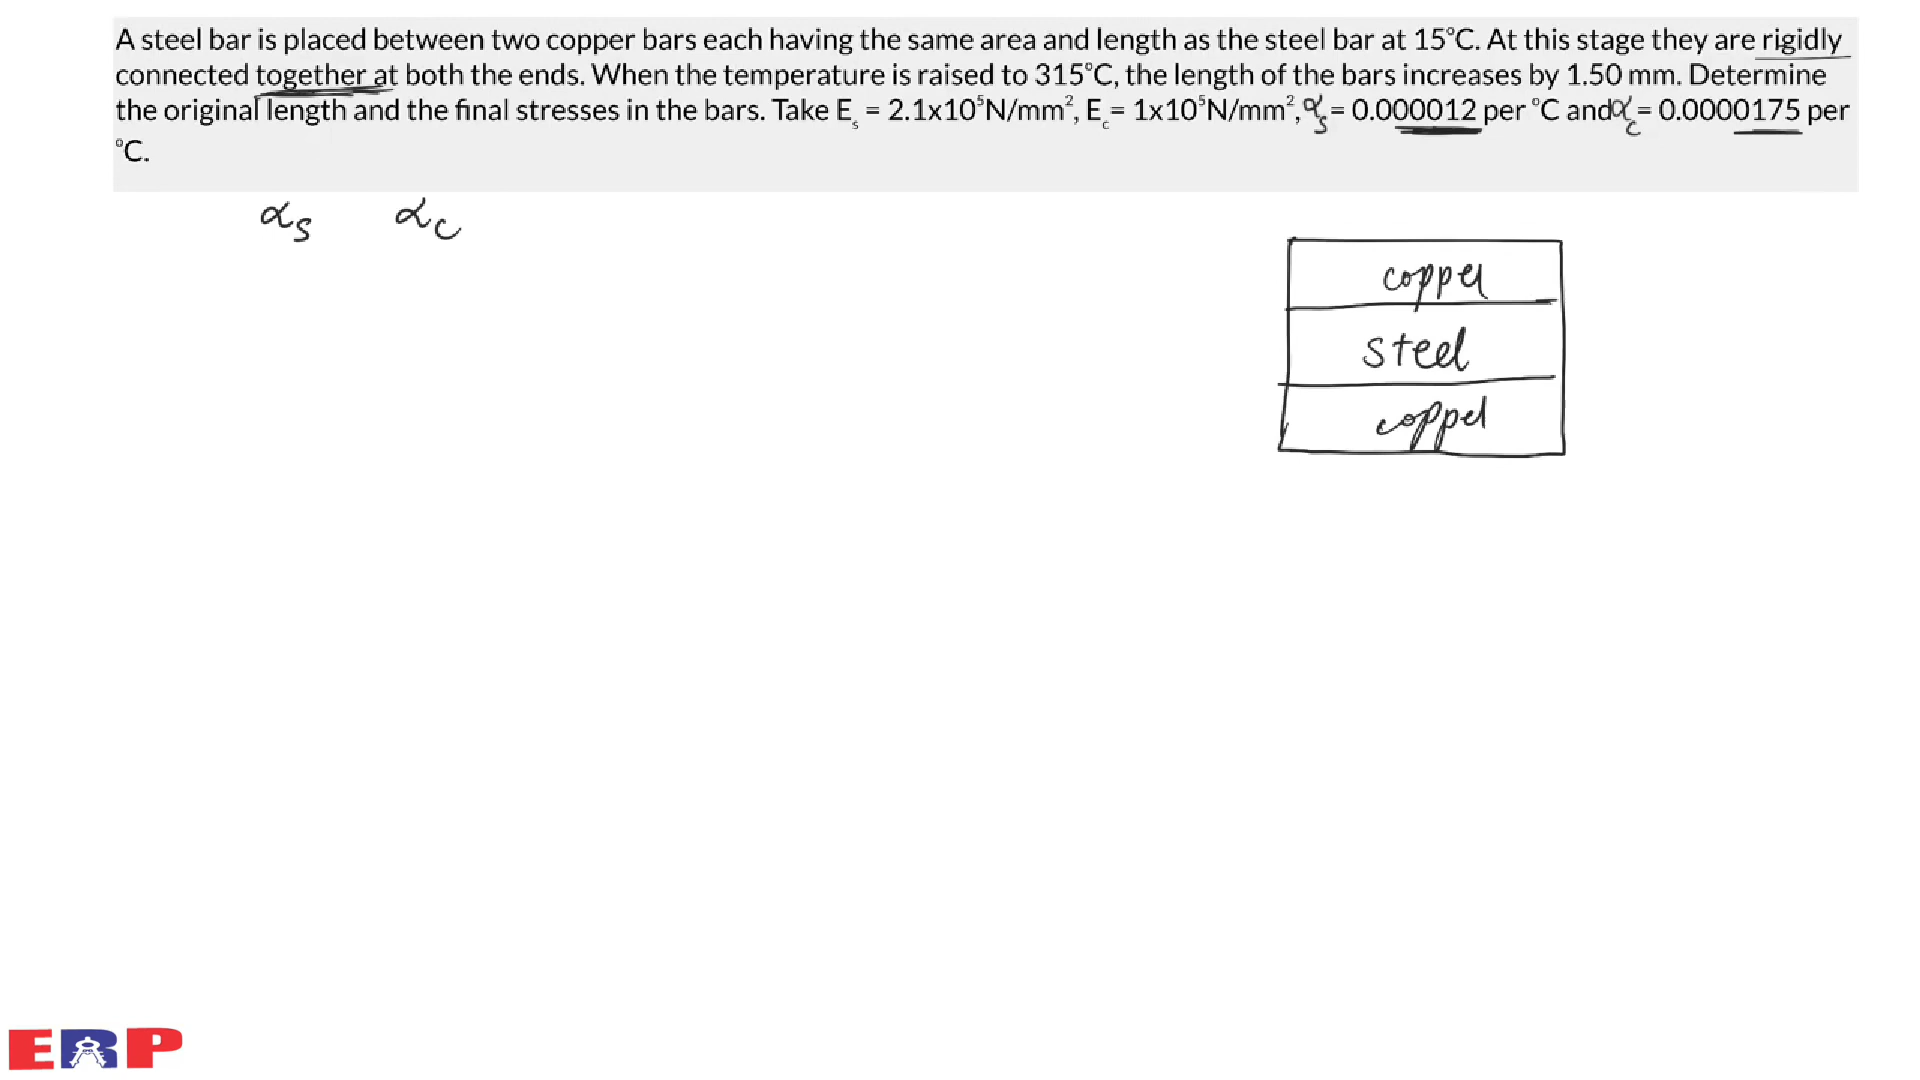 A steel bar is placed between two copper bars each having the same area and length as the steel bar at 15°C. At this stage they are rigidly
connected together at both the ends. When the temperature is raised to 315°C, the length of the bars increases by 1.50 mm. Determine
the original length and the final stresses in the bars. Take Eₛ = 2.1x10⁵N/mm², E꜀= 1x10⁵N/mm², αₛ= 0.000012 per °C andα꜀= 0.0000175 per
°C.
αₛ α꜀
copper
steel
copper
ERP